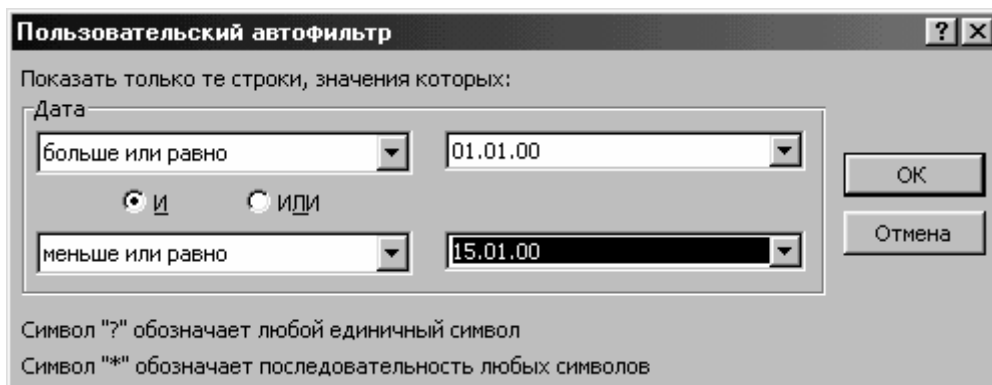 Пользовательский автофильтр
Показать только те строки, значения которых:
Дата
больше или равно 01.01.00
И ИЛИ
OK
меньше или равно 15.01.00
Отмена
Символ "?" обозначает любой единичный символ
Символ "*" обозначает последовательность любых символов